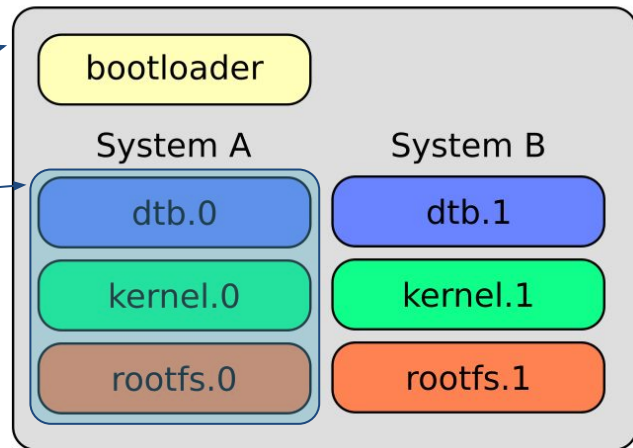 bootloader
System A System B
dtb.0 dtb.1
kernel.0 kernel.1
rootfs.0 rootfs.1